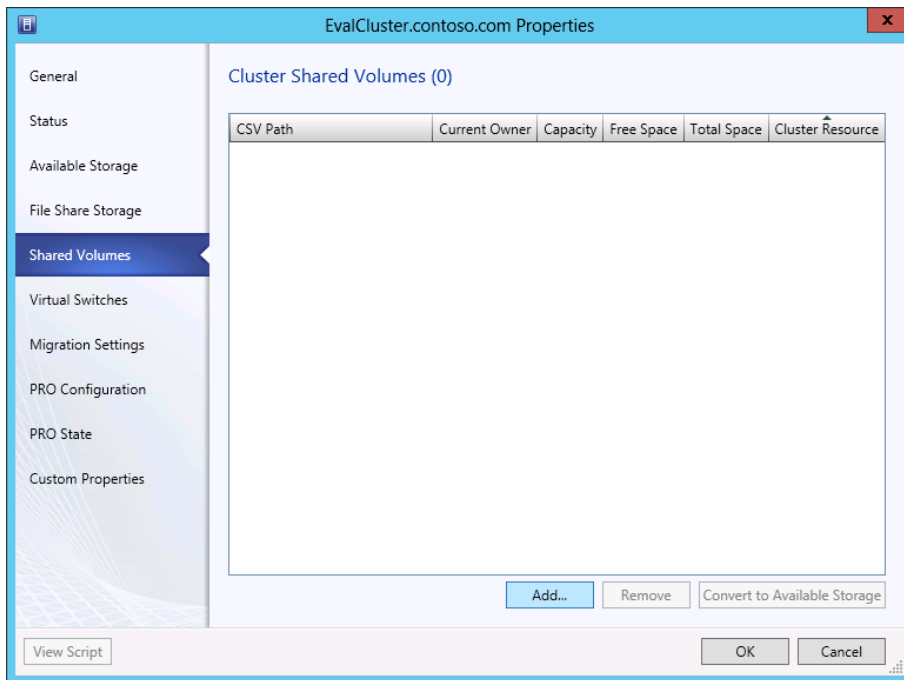 EvalCluster.contoso.com Properties
x
General
Status
Available Storage
File Share Storage
Shared Volumes
Virtual Switches
Migration Settings
PRO Configuration
PRO State
Custom Properties
Cluster Shared Volumes (0)
CSV Path Current Owner Capacity Free Space Total Space Cluster Resource
Add... Remove Convert to Available Storage
View Script OK Cancel